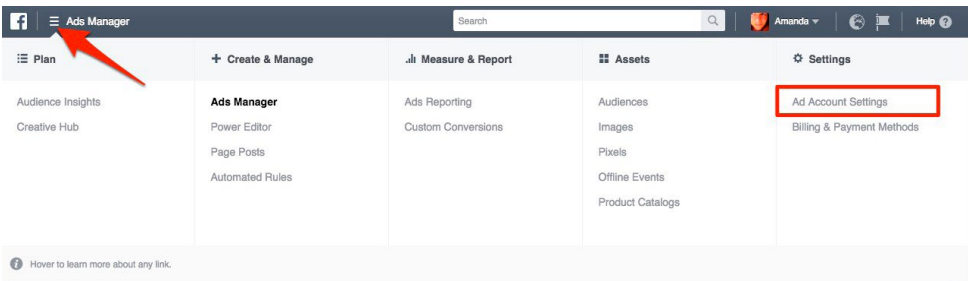 f Ads Manager Search Amanda Help
Plan Create & Manage Measure & Report Assets Settings
Audience Insights Ads Manager Ads Reporting Audiences Ad Account Settings
Creative Hub Power Editor Custom Conversions Images Billing & Payment Methods
Page Posts Pixels
Automated Rules Offline Events
Product Catalogs
Hover to learn more about any link.